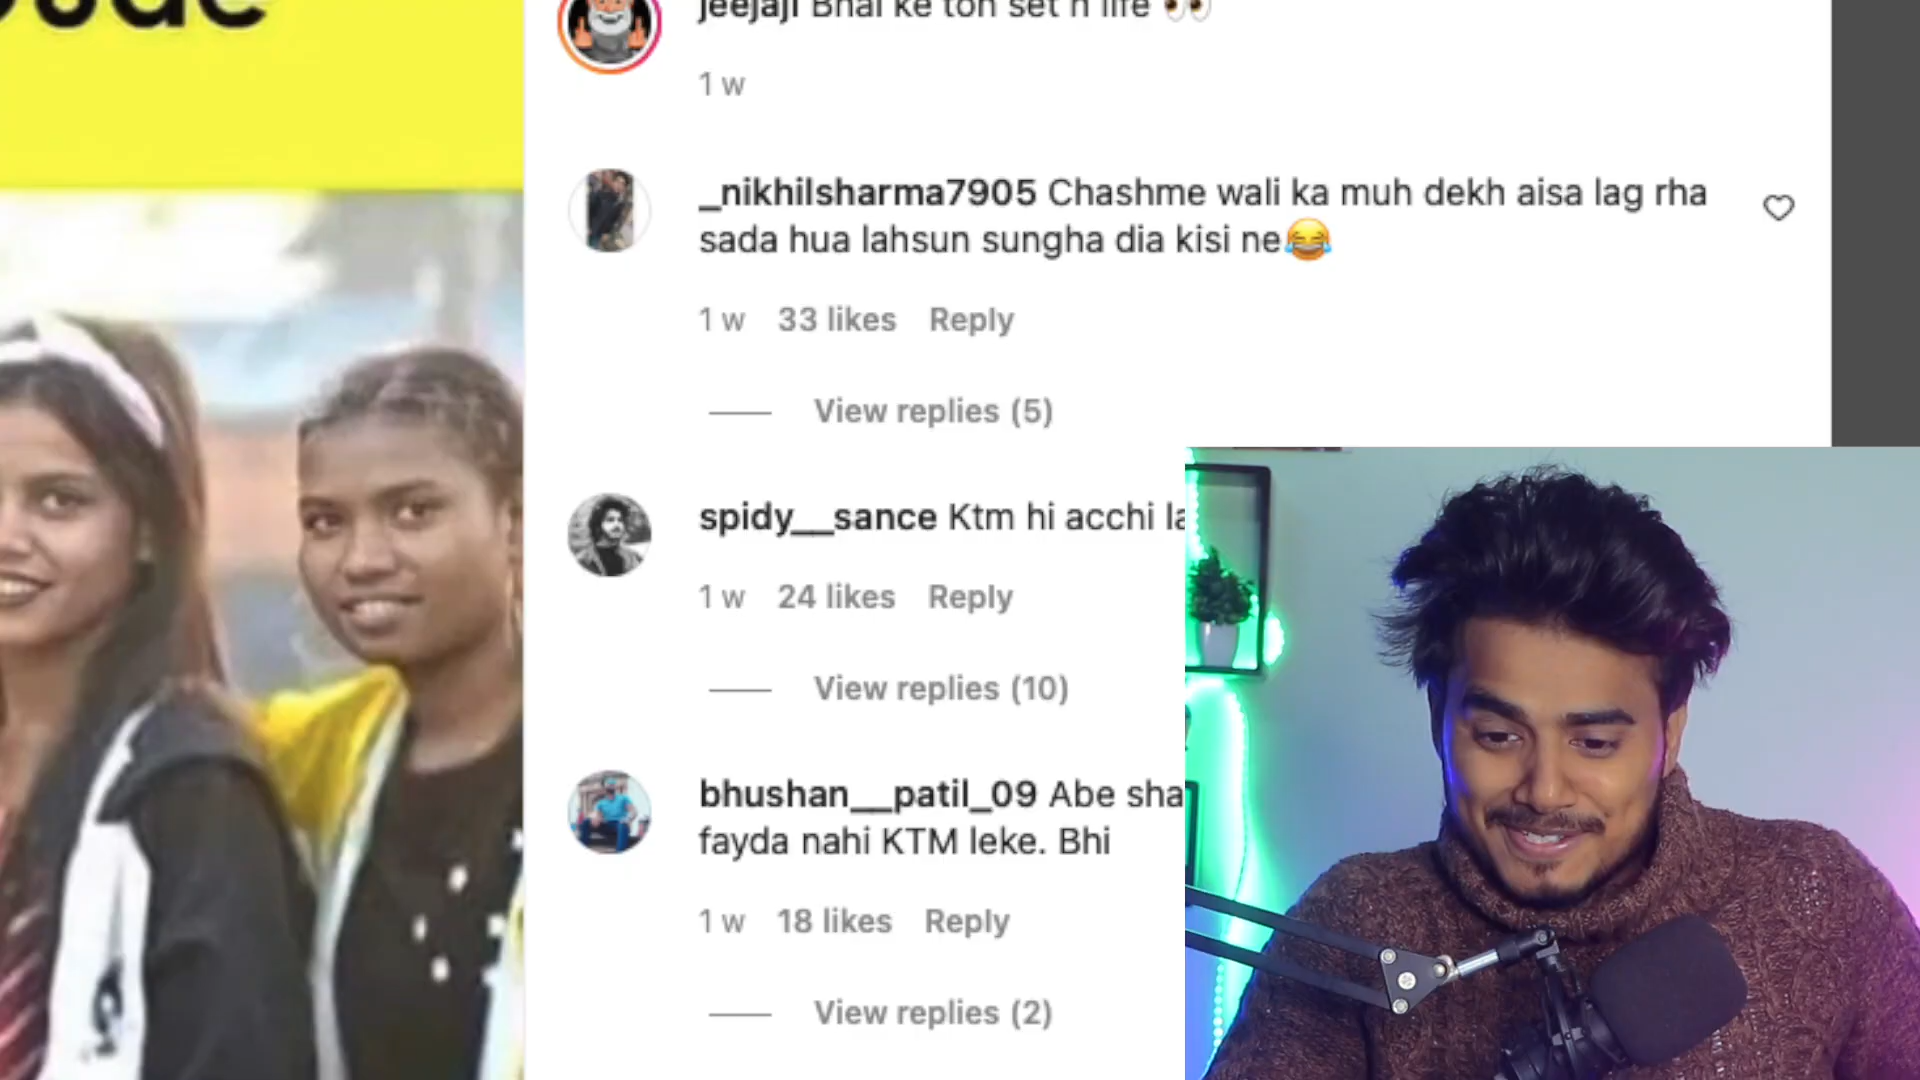 jeejaji Bhai ke toh set h life 👀
1 w
_nikhilsharma7905 Chashme wali ka muh dekh aisa lag rha
sada hua lahsun sungha dia kisi ne😂
1 w 33 likes Reply
View replies (5)
spidy__sance Ktm hi acchi
1 w 24 likes Reply
View replies (10)
bhushan__patil_09 Abe
fayda nahi KTM leke. Bhi
1 w 18 likes Reply
View replies (2)